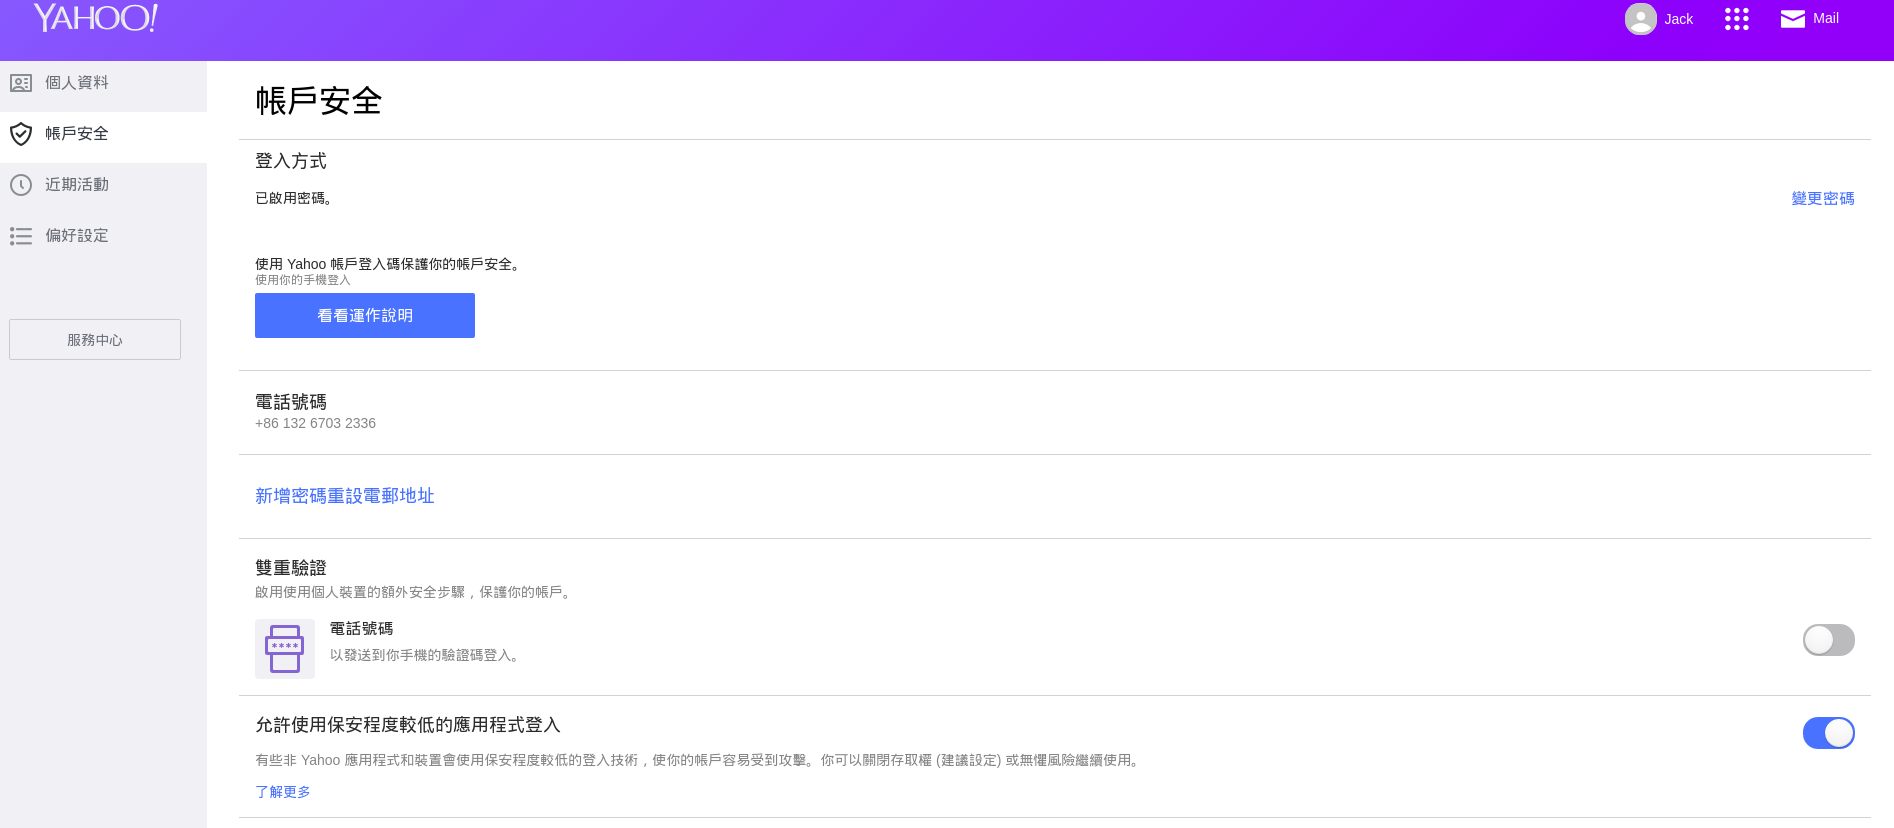 YAHOO!
Jack
Mail
個人資料
帳戶安全
近期活動
偏好設定
服務中心
帳戶安全
登入方式
已啟用密碼。
變更密碼
使用 Yahoo 帳戶登入碼保護你的帳戶安全。
使用你的手機登入
看看運作說明
電話號碼
+86 132 6703 2336
新增密碼重設電郵地址
雙重驗證
啟用使用個人裝置的額外安全步驟，保護你的帳戶。
****
電話號碼
以發送到你手機的驗證碼登入。
允許使用保安程度較低的應用程式登入
有些非 Yahoo 應用程式和裝置會使用保安程度較低的登入技術，使你的帳戶容易受到攻擊。你可以關閉存取權 (建議設定) 或無懼風險繼續使用。
了解更多